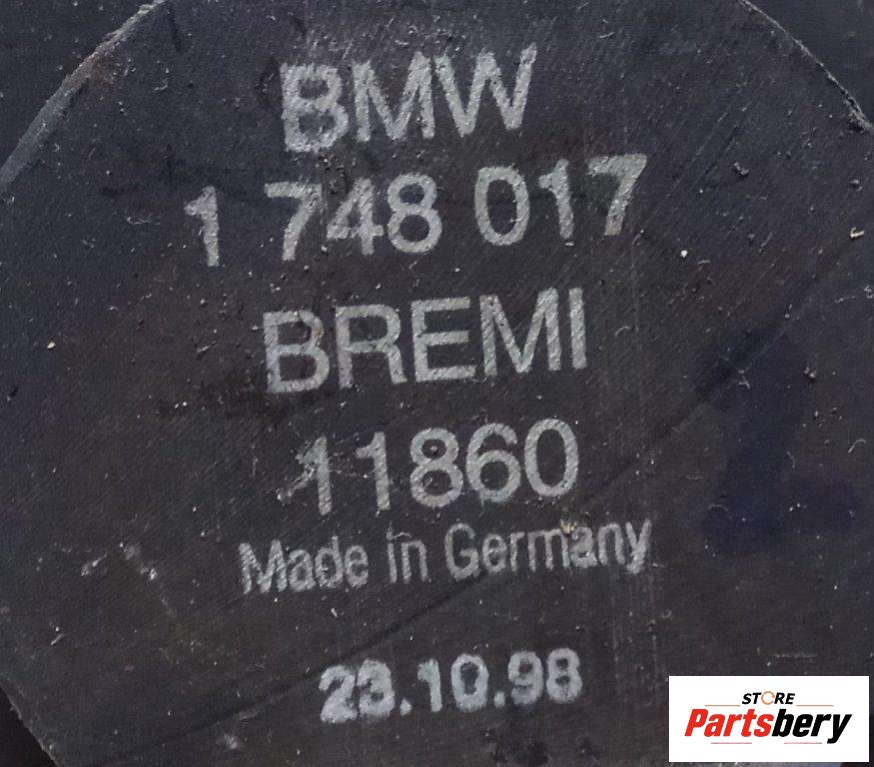 BMW
1 748 017
BREMI
11860
Made in Germany
23.10.98
STORE
Partsbery